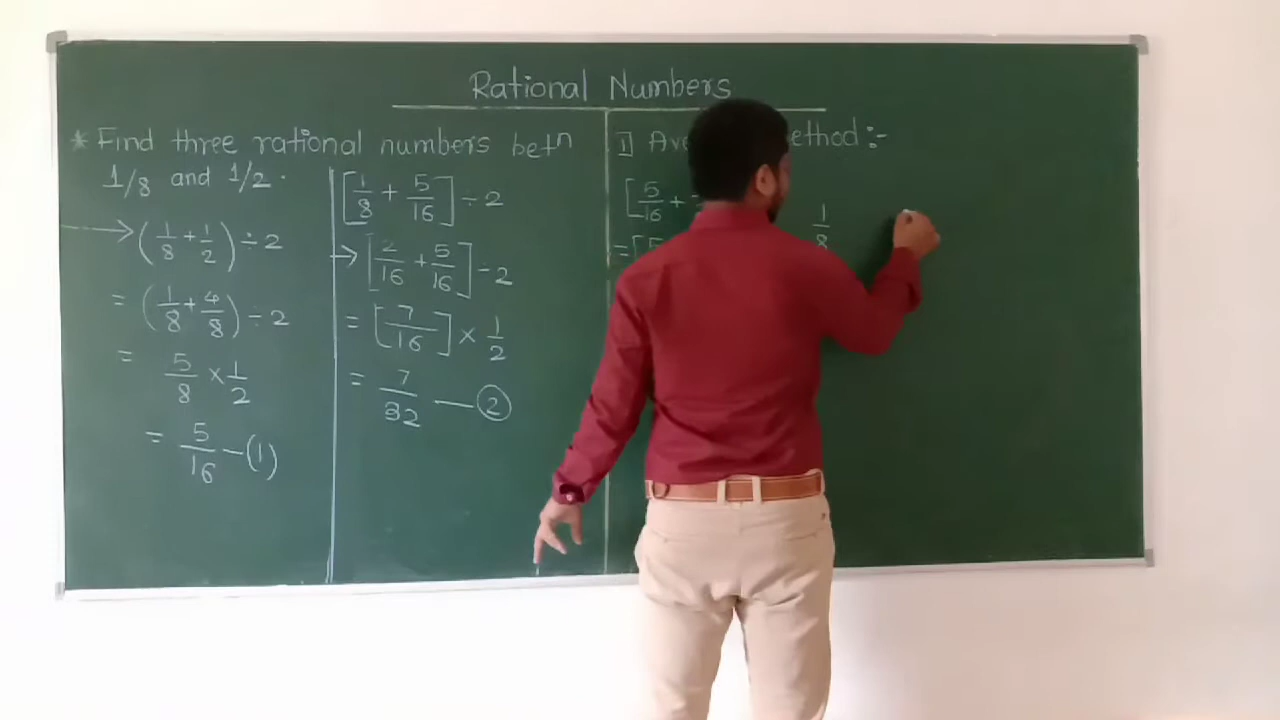 Rational Numbers
* Find three rational numbers betn
1/8 and 1/2.
→ (1/8 + 1/2) ÷ 2
= (1/8 + 4/8) ÷ 2
= 5/8 × 1/2
= 5/16 — (1)
[1/8 + 5/16] ÷ 2
→ [2/16 + 5/16] ÷ 2
= [7/16] × 1/2
= 7/32 — 2
1] ethod :-
[5/16 +
= [5
1/8